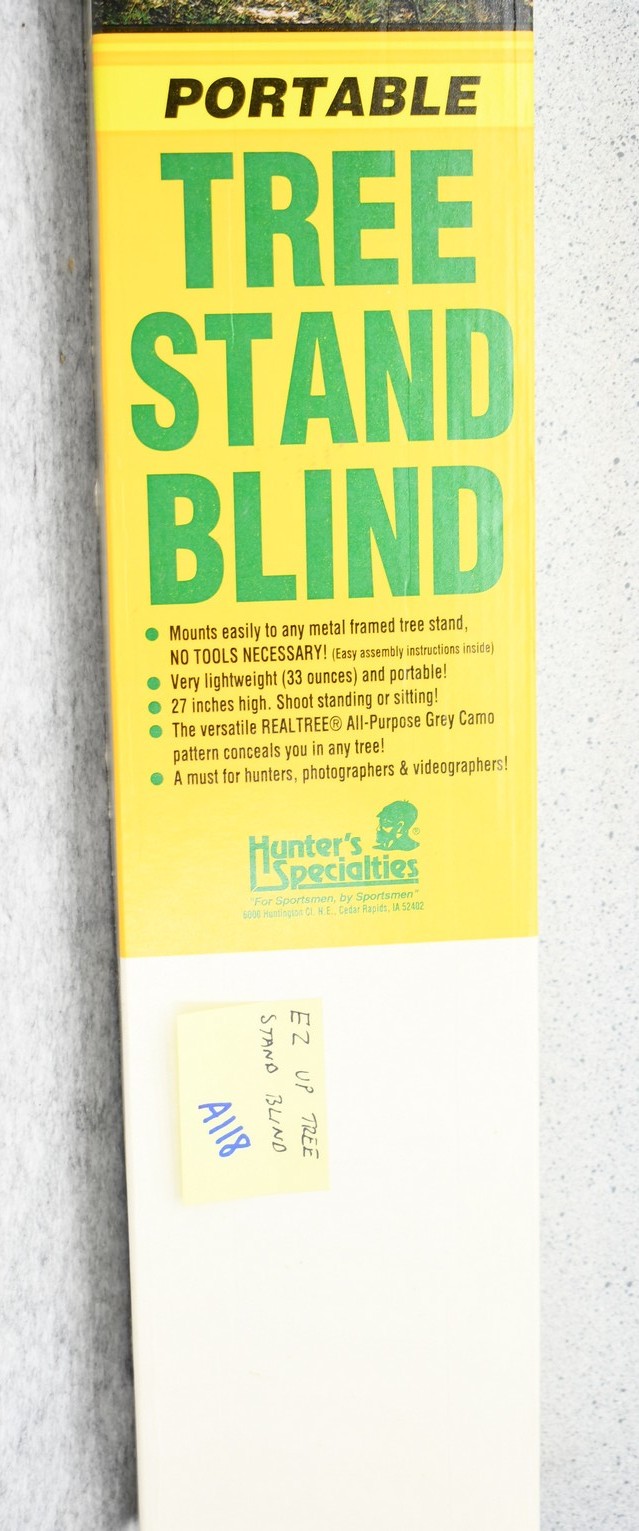 PORTABLE
TREE
STAND
BLIND
• Mounts easily to any metal framed tree stand,
NO TOOLS NECESSARY! (Easy assembly instructions inside)
• Very lightweight (33 ounces) and portable!
• 27 inches high. Shoot standing or sitting!
• The versatile REALTREE® All-Purpose Grey Camo
pattern conceals you in any tree!
• A must for hunters, photographers & videographers!
Hunter's
Specialties ®
"For Sportsmen, by Sportsmen"
6000 Huntington Ct. N.E., Cedar Rapids, IA 52402
EZ UP TREE
STAND BLIND
A118